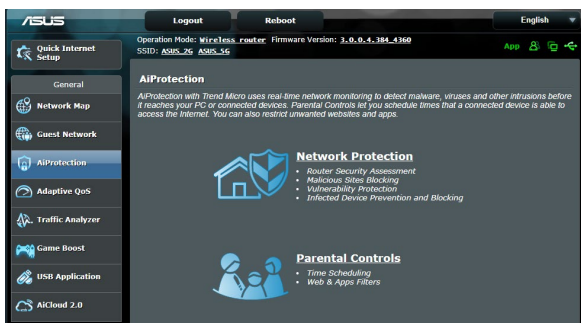 ASUS
Logout
Reboot
English
Quick Internet
Setup
Operation Mode: Wireless router Firmware Version: 3.0.0.4.384_4360
SSID: ASUS_2G ASUS_5G
App
General
Network Map
Guest Network
AiProtection
Adaptive QoS
Traffic Analyzer
Game Boost
USB Application
AiCloud 2.0
AiProtection
AiProtection with Trend Micro uses real-time network monitoring to detect malware, viruses and other intrusions before
it reaches your PC or connected devices. Parental Controls let you schedule times that a connected device is able to
access the Internet. You can also restrict unwanted websites and apps.
Network Protection
• Router Security Assessment
• Malicious Sites Blocking
• Vulnerability Protection
• Infected Device Prevention and Blocking
Parental Controls
• Time Scheduling
• Web & Apps Filters